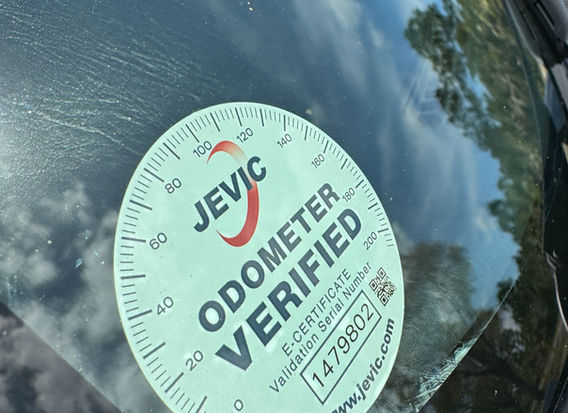 0 20 40 60 80 100 120 140 160 180 200
JEVIC
ODOMETER
VERIFIED
E-CERTIFICATE
Validation Serial Number
1479802
www.jevic.com